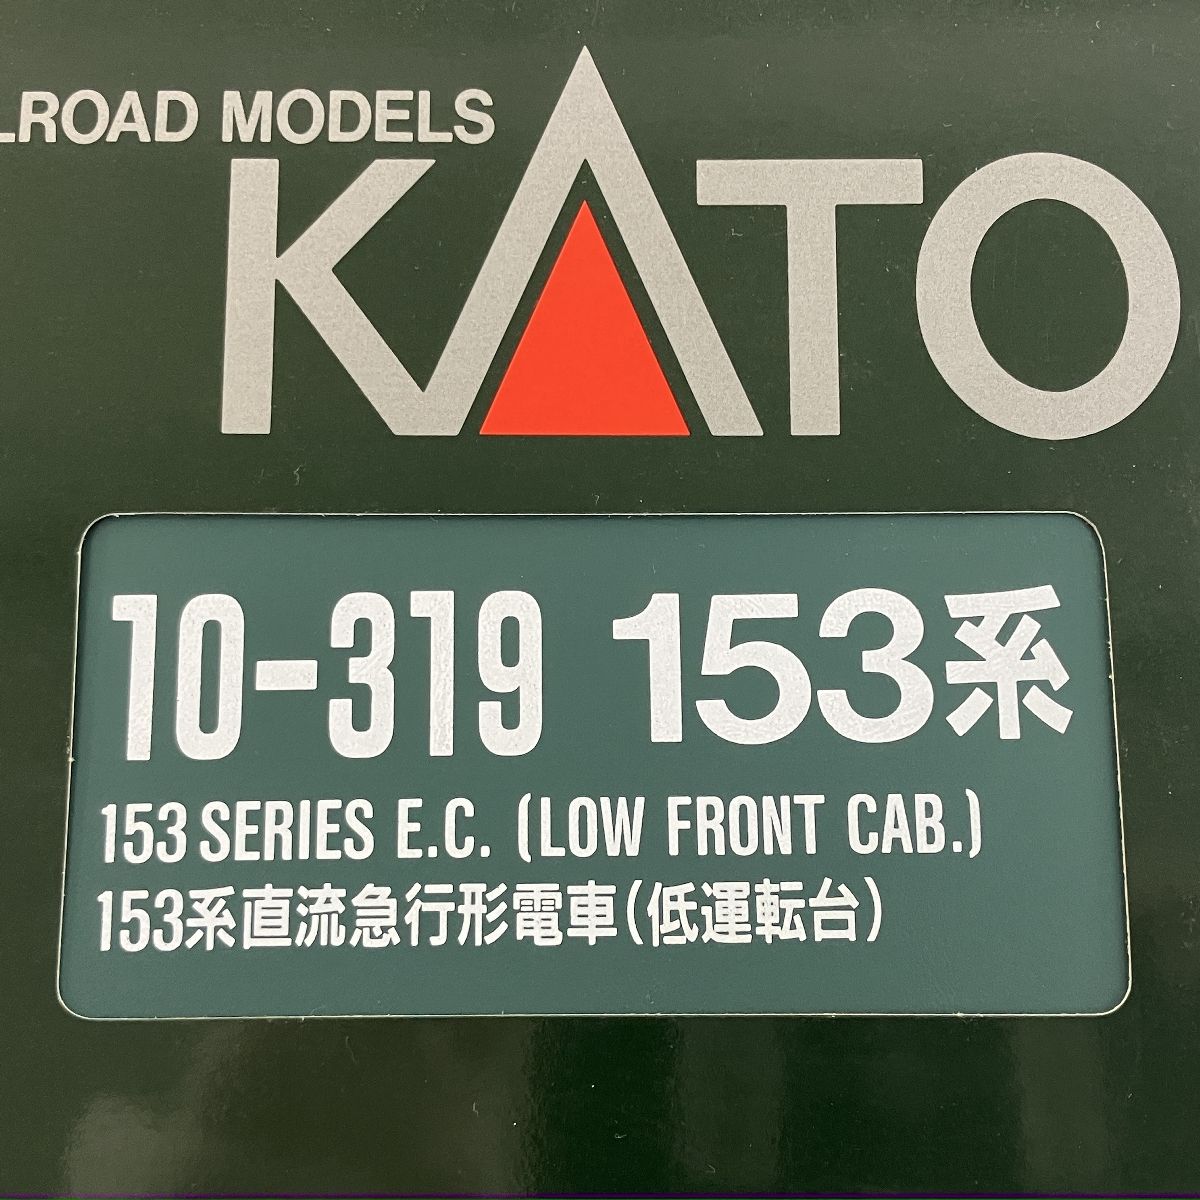 LROAD MODELS
KATO
10-319 153系
153 SERIES E.C. (LOW FRONT CAB.)
153系直流急行形電車(低運転台)